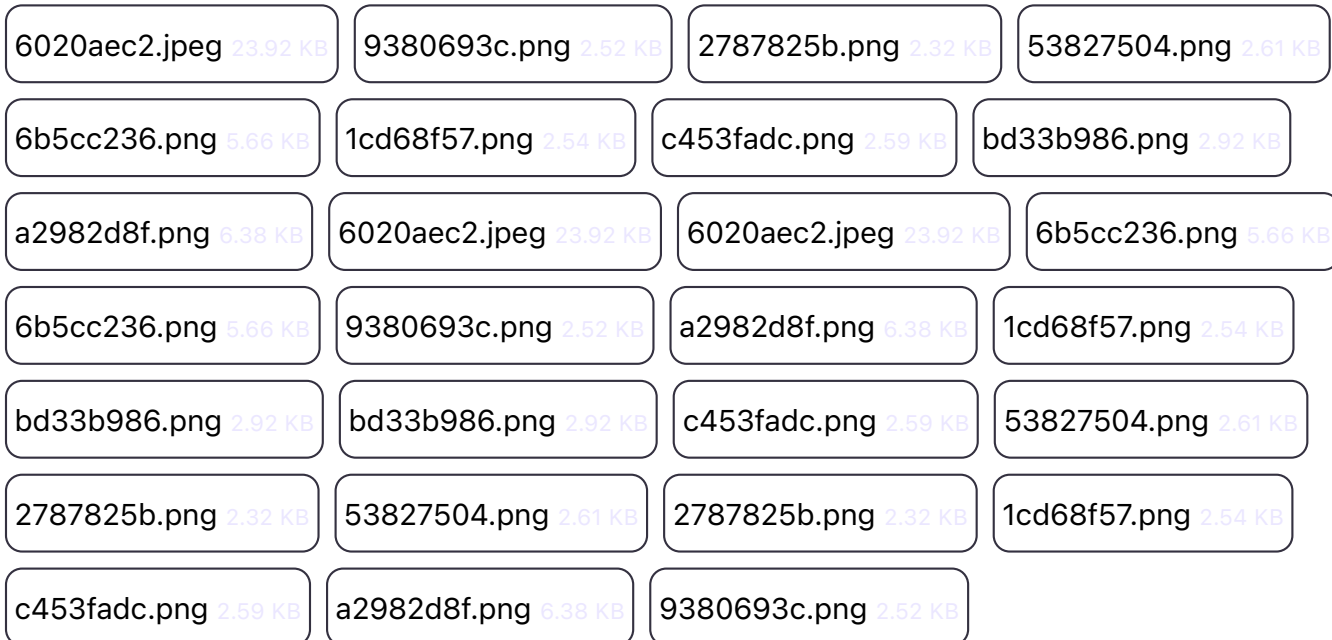 6020aec2.jpeg 23.92 KB 9380693c.png 2.52 KB 2787825b.png 2.32 KB 53827504.png 2.61 KB
6b5cc236.png 5.66 KB 1cd68f57.png 2.54 KB c453fadc.png 2.59 KB bd33b986.png 2.92 KB
a2982d8f.png 6.38 KB 6020aec2.jpeg 23.92 KB 6020aec2.jpeg 23.92 KB 6b5cc236.png 5.66 KB
6b5cc236.png 5.66 KB 9380693c.png 2.52 KB a2982d8f.png 6.38 KB 1cd68f57.png 2.54 KB
bd33b986.png 2.92 KB bd33b986.png 2.92 KB c453fadc.png 2.59 KB 53827504.png 2.61 KB
2787825b.png 2.32 KB 53827504.png 2.61 KB 2787825b.png 2.32 KB 1cd68f57.png 2.54 KB
c453fadc.png 2.59 KB a2982d8f.png 6.38 KB 9380693c.png 2.52 KB